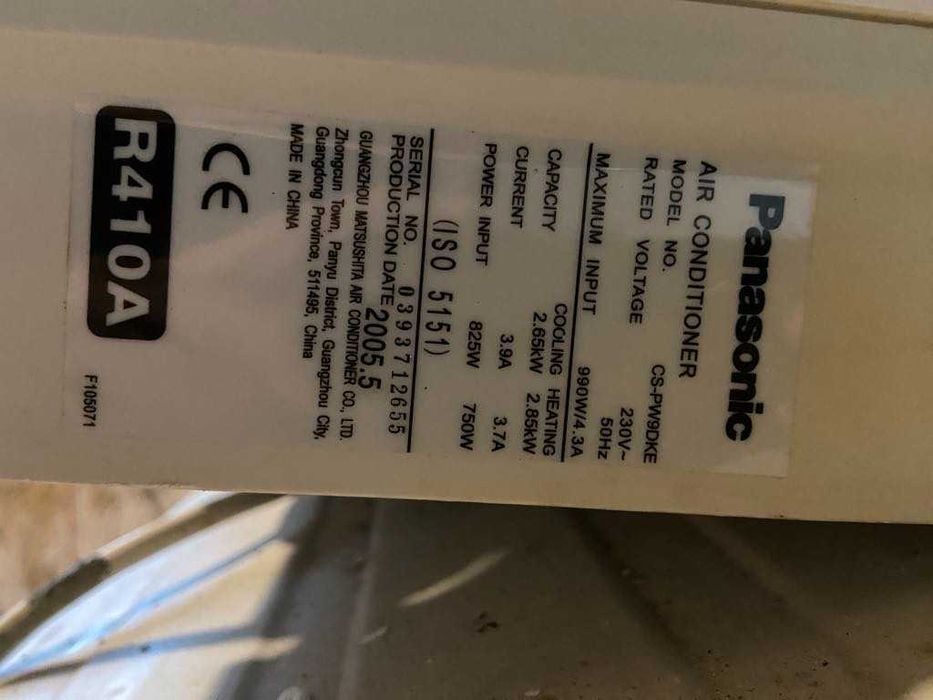 Panasonic
AIR CONDITIONER
MODEL NO. CS-PW9DKE
RATED VOLTAGE 230V~
50Hz
MAXIMUM INPUT 990W/4.3A
COOLING HEATING
CAPACITY 2.65kW 2.85kW
CURRENT 3.9A 3.7A
POWER INPUT 825W 750W
(ISO 5151)
SERIAL NO. 0393712655
PRODUCTION DATE 2005.5
GUANGZHOU MATSUSHITA AIR CONDITIONER CO., LTD.
Zhongcun Town, Panyu District, Guangzhou City,
Guangdong Province, 511495, China
MADE IN CHINA
CE
R410A
F105071